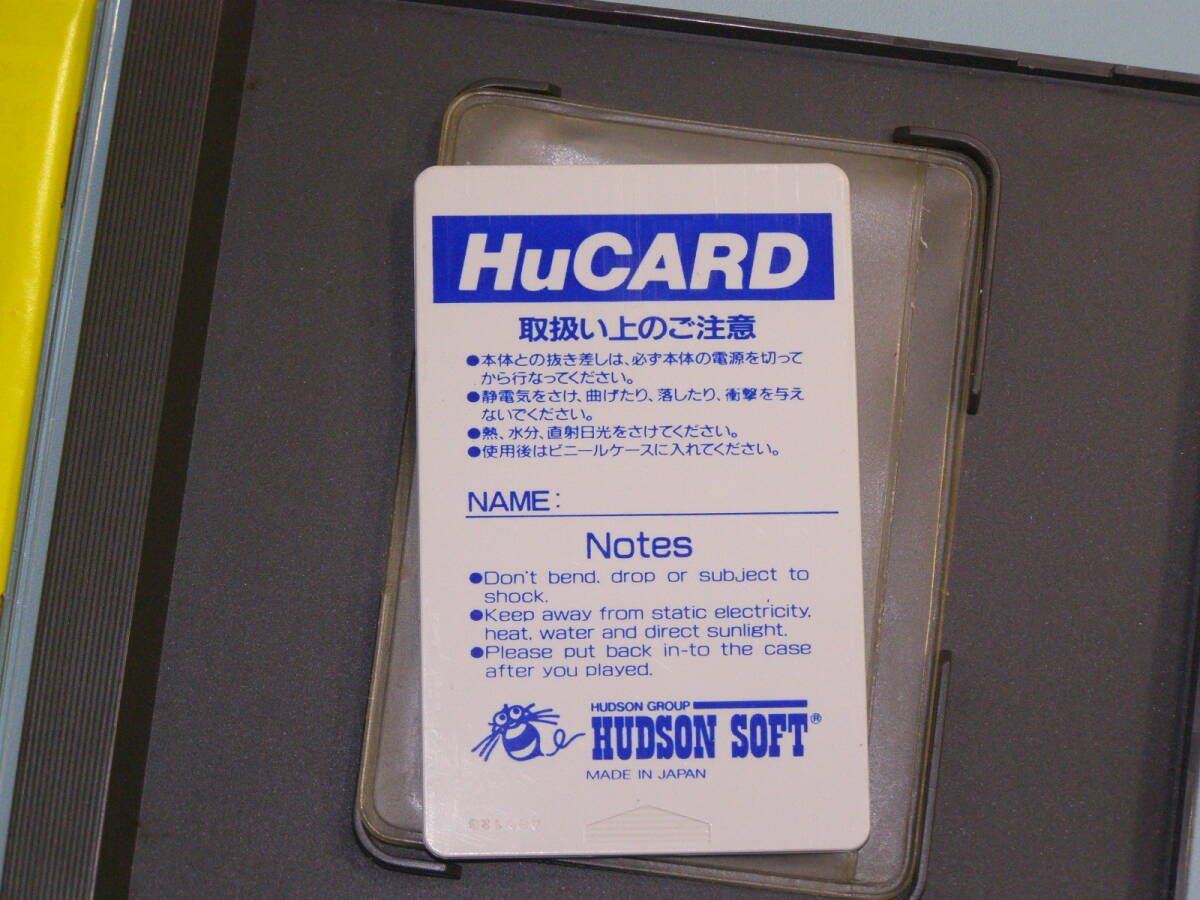 HuCARD
取扱い上のご注意
●本体との抜き差しは、必ず本体の電源を切って
から行なってください。
●静電気をさけ、曲げたり、落したり、衝撃を与え
ないでください。
●熱、水分、直射日光をさけてください。
●使用後はビニールケースに入れてください。
NAME:
Notes
●Don't bend, drop or subject to
shock.
●Keep away from static electricity,
heat, water and direct sunlight.
●Please put back in-to the case
after you played.
HUDSON GROUP
HUDSON SOFT®
MADE IN JAPAN